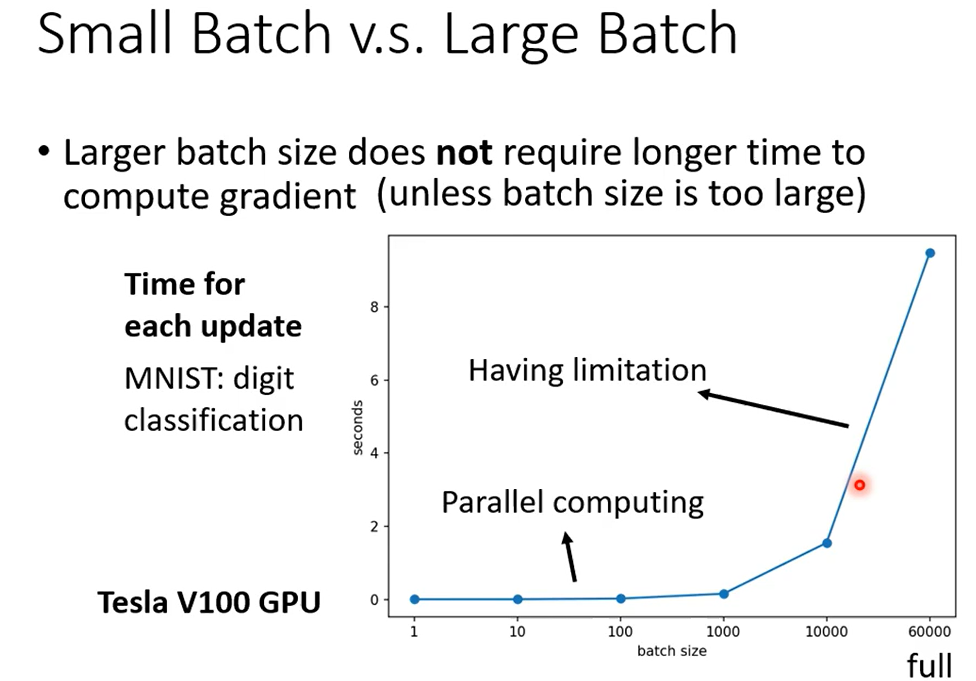 Small Batch v.s. Large Batch
• Larger batch size does not require longer time to
compute gradient (unless batch size is too large)
Time for
each update
MNIST: digit
classification
Tesla V100 GPU
seconds
8
6
4
2
0
Having limitation
Parallel computing
1 10 100 1000 10000 60000
batch size
full